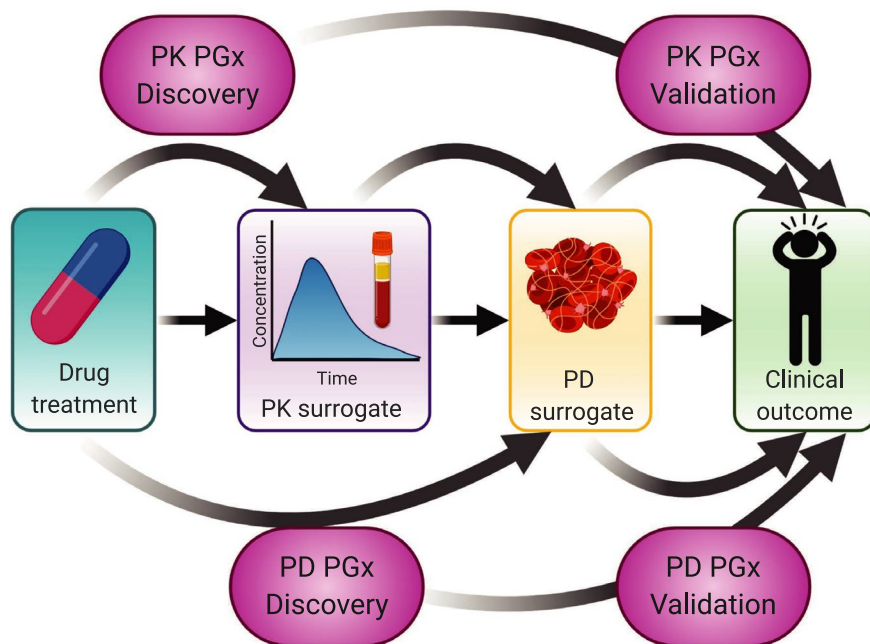 PK PGx
Discovery
PK PGx
Validation
Drug
treatment
Concentration
Time
PK surrogate
PD
surrogate
Clinical
outcome
PD PGx
Discovery
PD PGx
Validation